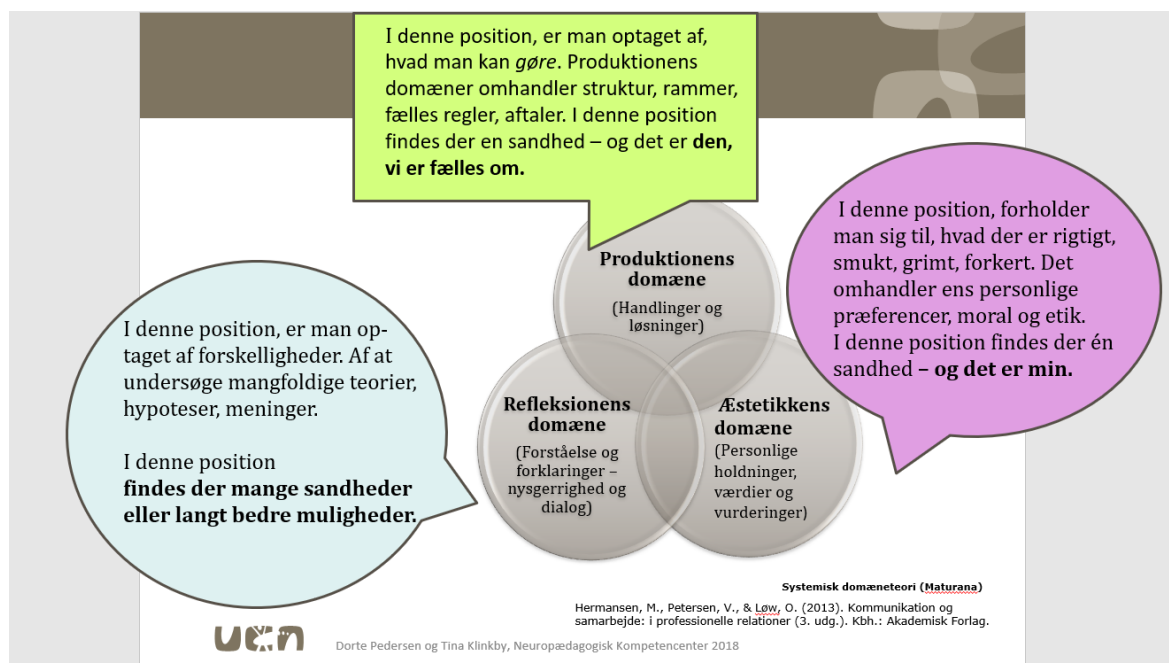 I denne position, er man optaget af,
hvad man kan gøre. Produktionens
domæner omhandler struktur, rammer,
fælles regler, aftaler. I denne position
findes der en sandhed – og det er den,
vi er fælles om.
I denne position, forholder
man sig til, hvad der er rigtigt,
smukt, grimt, forkert. Det
omhandler ens personlige
præferencer, moral og etik.
I denne position findes der én
sandhed – og det er min.
I denne position, er man op-
taget af forskelligheder. Af at
undersøge mangfoldige teorier,
hypoteser, meninger.
I denne position
findes der mange sandheder
eller langt bedre muligheder.
Produktionens
domæne
(Handlinger og
løsninger)
Refleksionens
domæne
(Forståelse og
forklaringer –
nysgerrighed og
dialog)
Æstetikkens
domæne
(Personlige
holdninger,
værdier og
vurderinger)
Systemisk domæneteori (Maturana)
Hermansen, M., Petersen, V., & Løw, O. (2013). Kommunikation og
samarbejde: i professionelle relationer (3. udg.). Kbh.: Akademisk Forlag.
ucn
Dorte Pedersen og Tina Klinkby, Neuropædagogisk Kompetencenter 2018